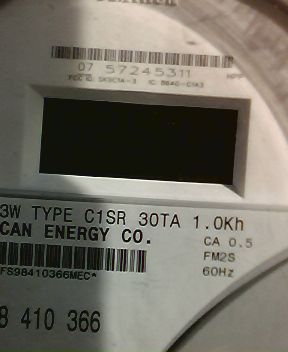 07 57245311
3W TYPE C1SR 30TA 1.0Kh
CAN ENERGY CO.
CA 0.5
FM2S
60Hz
FS98410366MEC*
8 410 366